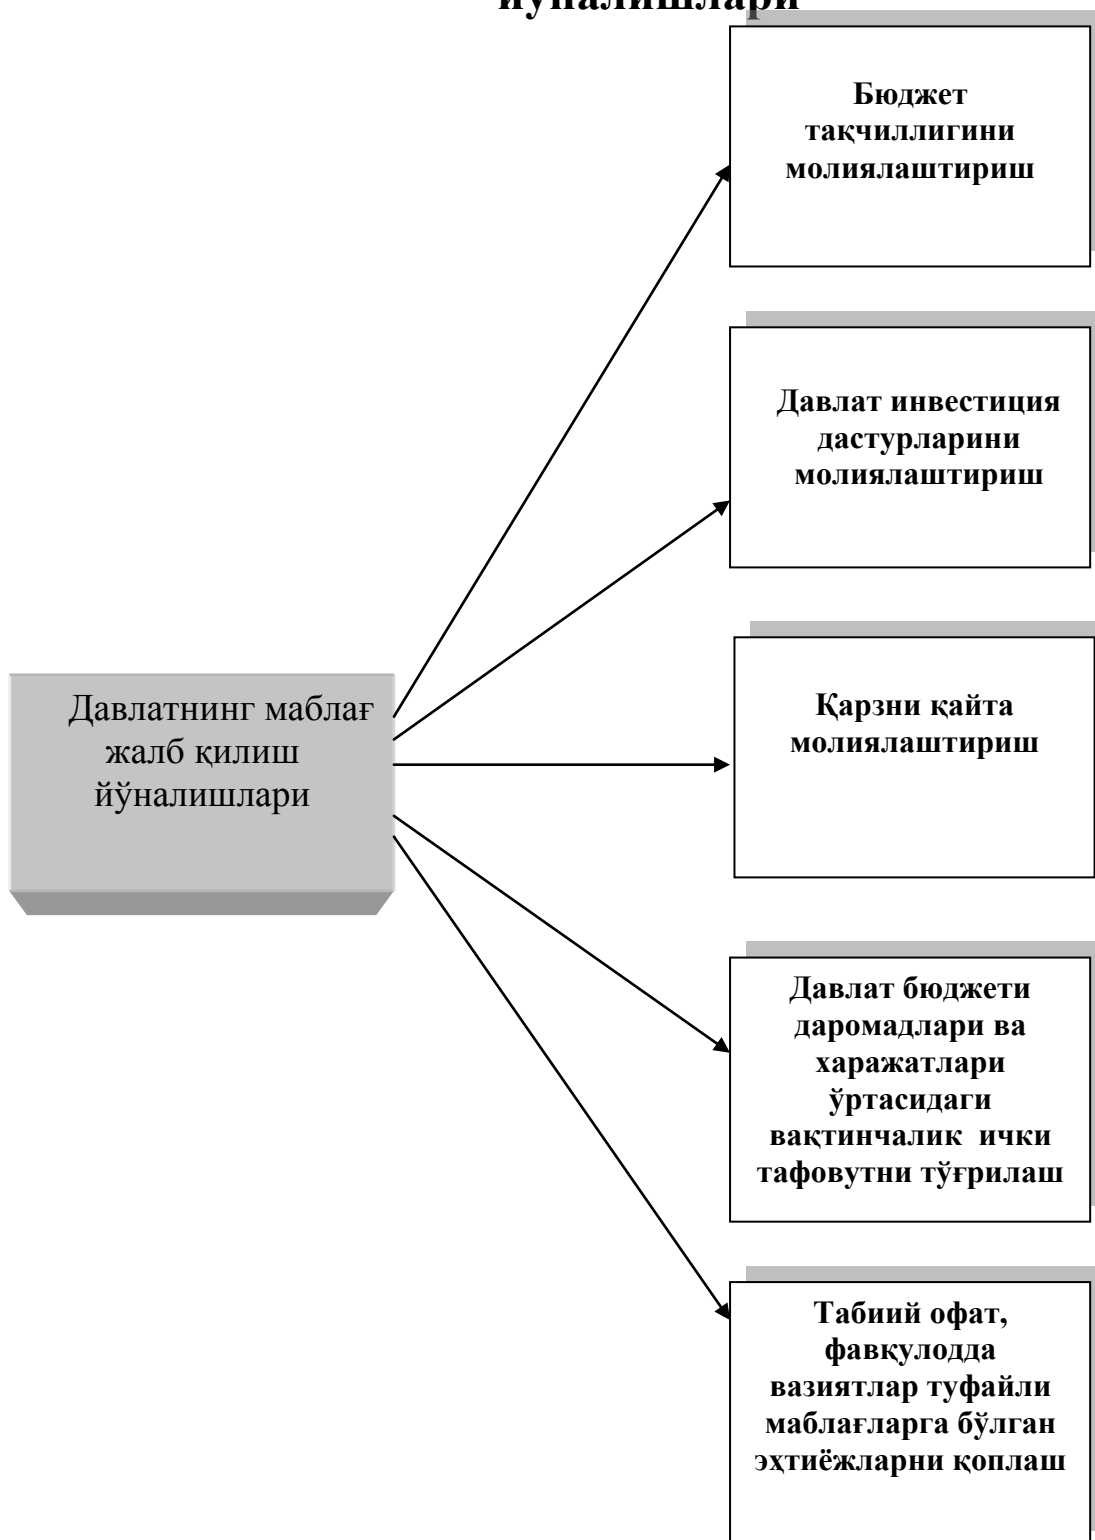 йўналишлари
Бюджет
тақчиллигини
молиялаштириш
Давлат инвестиция
дастурларини
молиялаштириш
Қарзни қайта
молиялаштириш
Давлатнинг маблағ
жалб қилиш
йўналишлари
Давлат бюджети
даромадлари ва
харажатлари
ўртасидаги
вақтинчалик ички
тафовутни тўғрилаш
Табиий офат,
фавқулодда
вазиятлар туфайли
маблағларга бўлган
эҳтиёжларни қоплаш